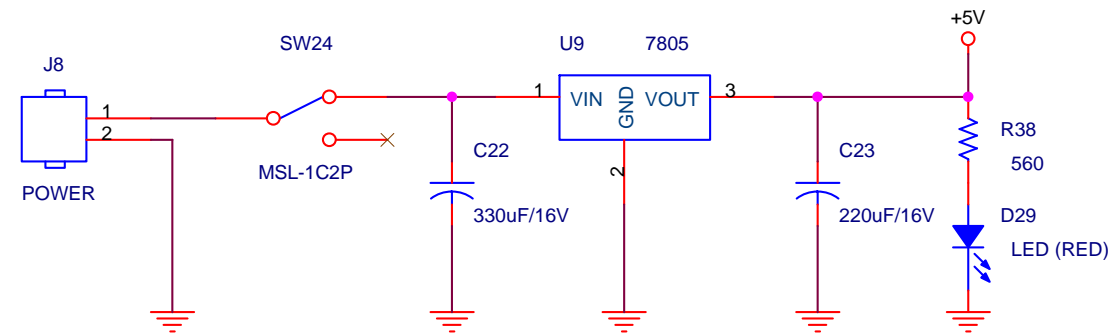 +5V
SW24
U9 7805
J8
1
2
1 VIN GND VOUT 3
2
POWER
MSL-1C2P
C22
330uF/16V
C23
220uF/16V
R38
560
D29
LED (RED)